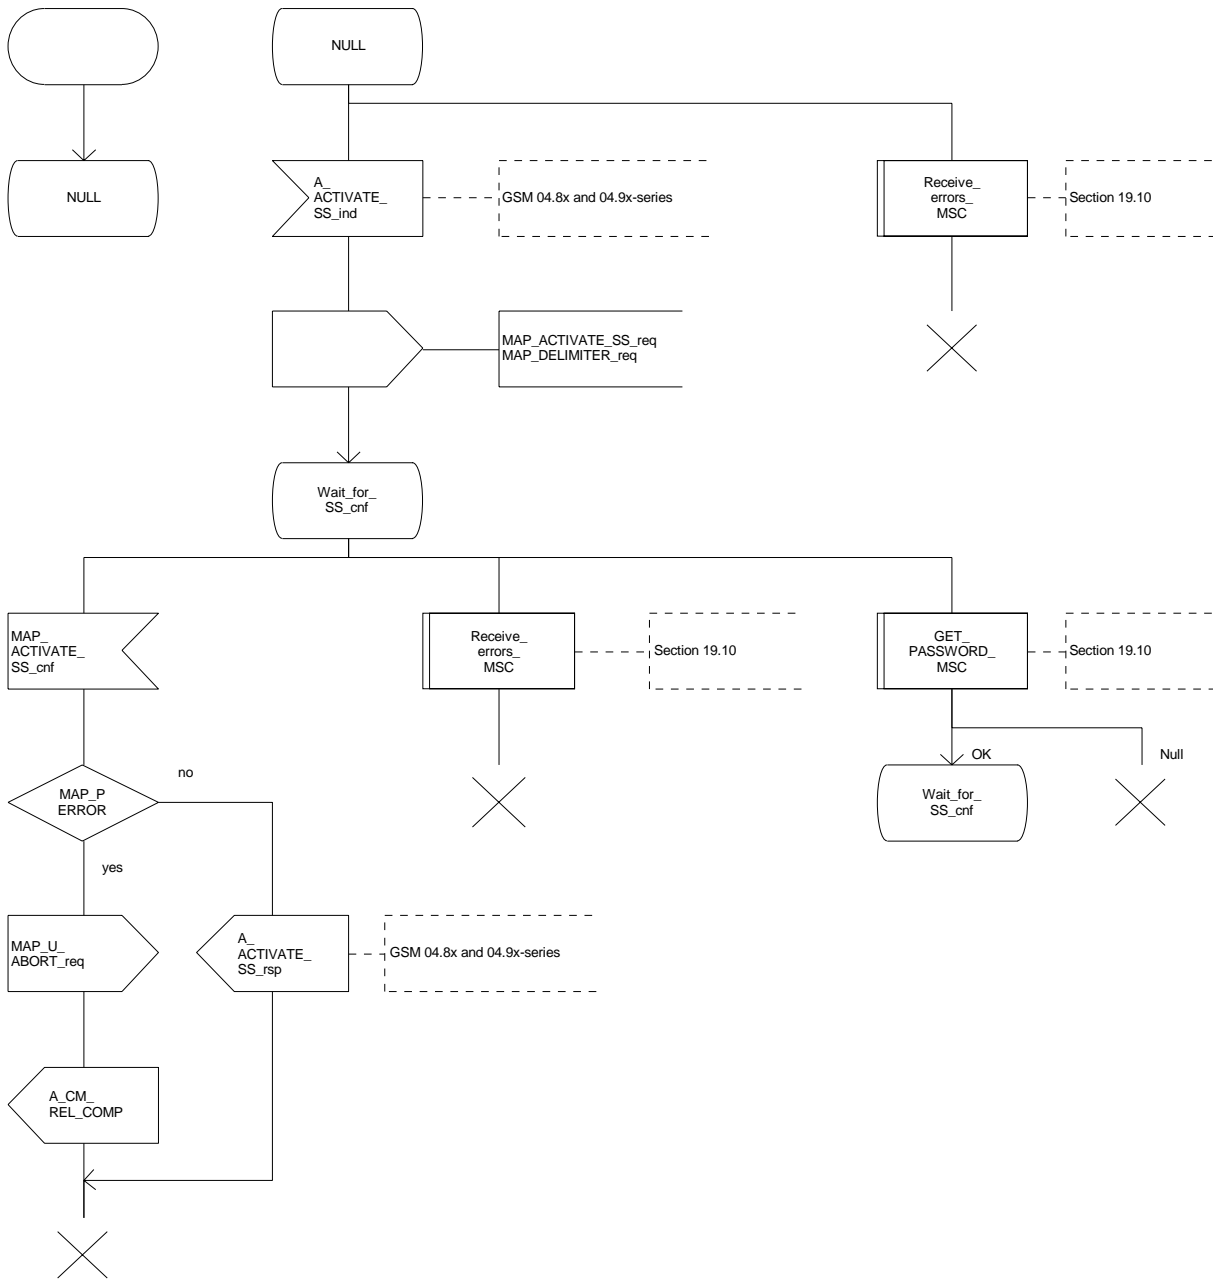 NULL
NULL
A_
ACTIVATE_
SS_ind
GSM 04.8x and 04.9x-series
Receive_
errors_
MSC
Section 19.10
MAP_ACTIVATE_SS_req
MAP_DELIMITER_req
Wait_for_
SS_cnf
MAP_
ACTIVATE_
SS_cnf
Receive_
errors_
MSC
Section 19.10
GET_
PASSWORD_
MSC
Section 19.10
OK
Null
no
MAP_P
ERROR
Wait_for_
SS_cnf
yes
MAP_U_
ABORT_req
A_
ACTIVATE_
SS_rsp
GSM 04.8x and 04.9x-series
A_CM_
REL_COMP